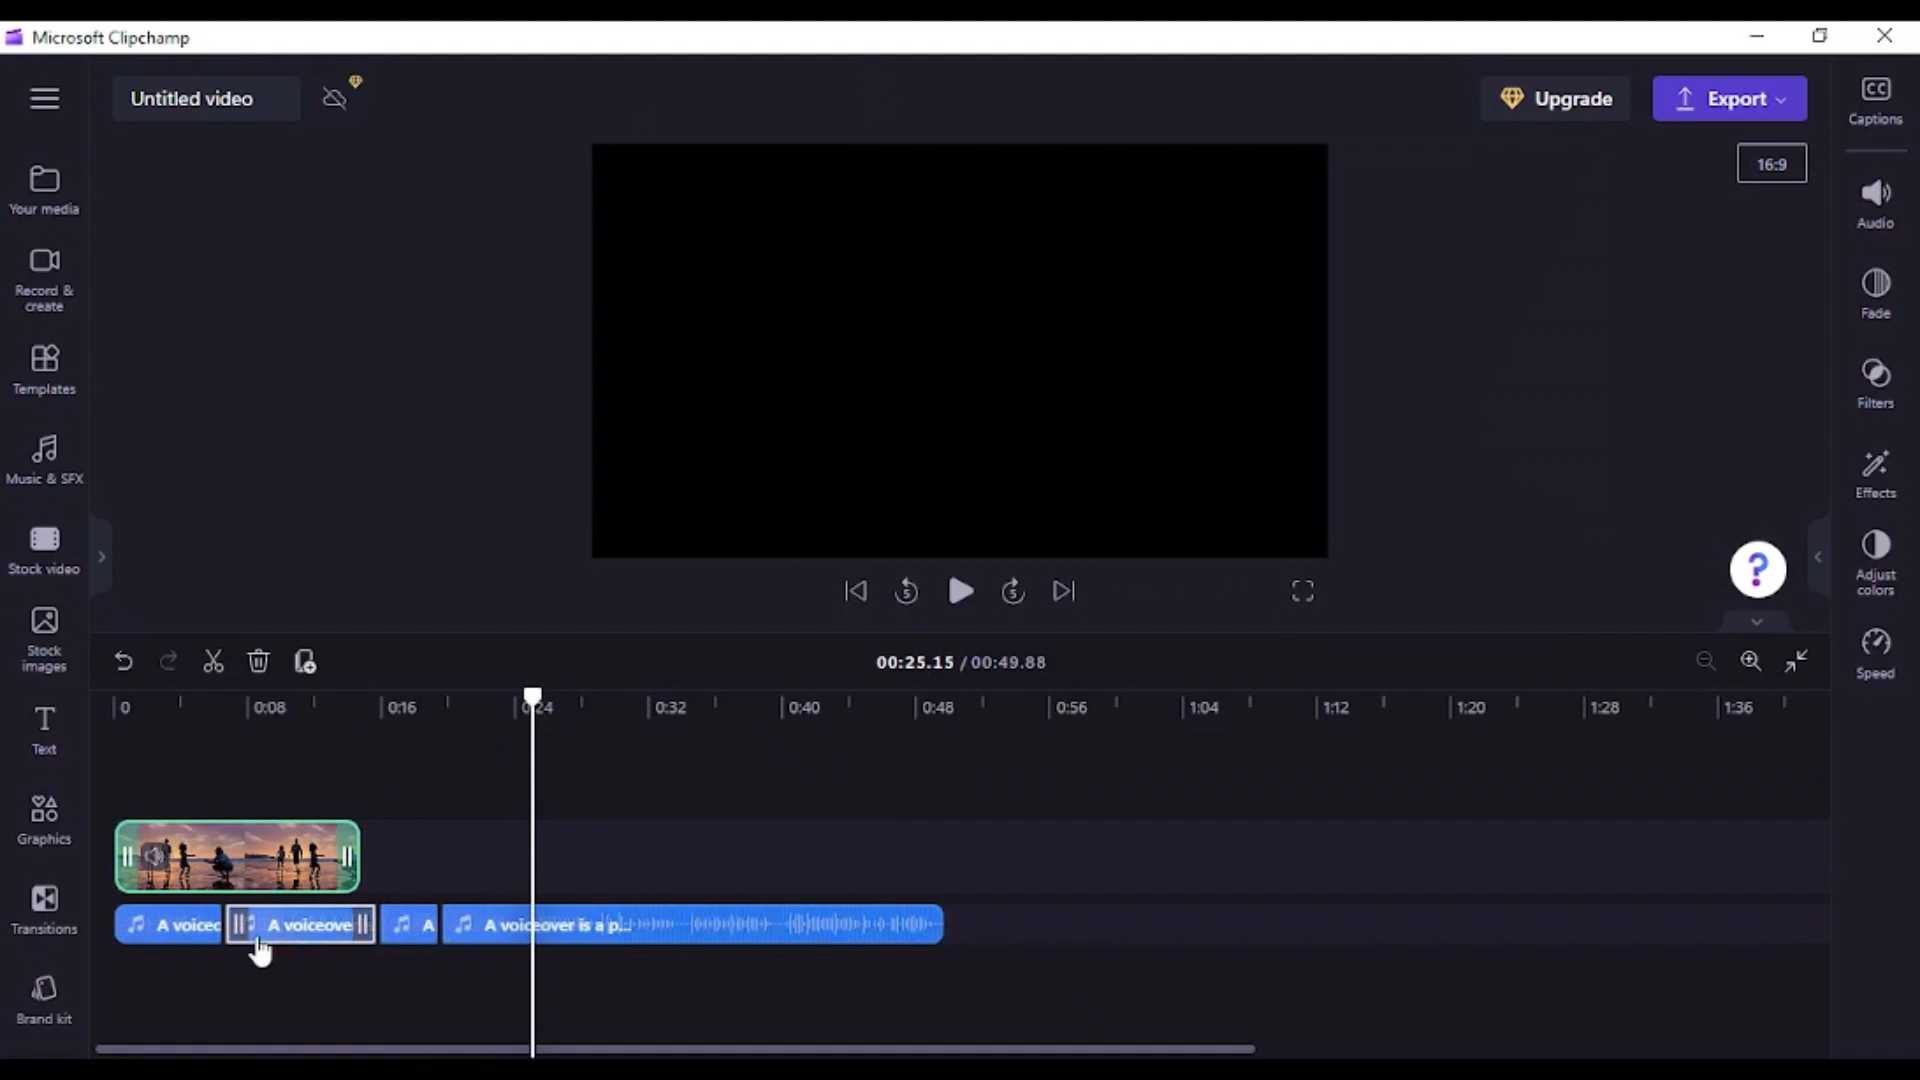 Microsoft Clipchamp
Untitled video
Upgrade
Export
CC
Captions
16:9
Your media
Audio
Record &
create
Fade
Templates
Filters
Music & SFX
Effects
Stock video
?
Adjust
colors
5
5
Stock
images
00:25.15 / 00:49.88
Speed
0
0:08
0:16
0:24
0:32
0:40
0:48
0:56
1:04
1:12
1:20
1:28
1:36
T
Text
Graphics
A voiceo
A voiceove
A
A voiceover is a p...
Transitions
Brand kit